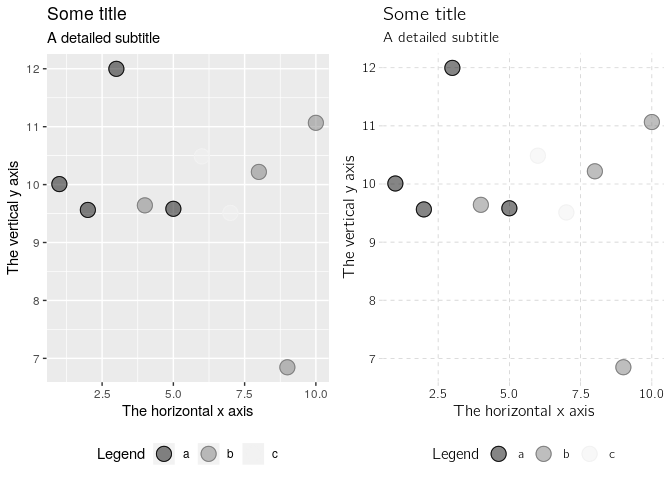 Some title
A detailed subtitle
12
11
10
9
8
7
The vertical y axis
2.5
5.0
7.5
10.0
The horizontal x axis
Legend a b c
Some title
A detailed subtitle
12
11
10
9
8
7
The vertical y axis
2.5
5.0
7.5
10.0
The horizontal x axis
Legend a b c